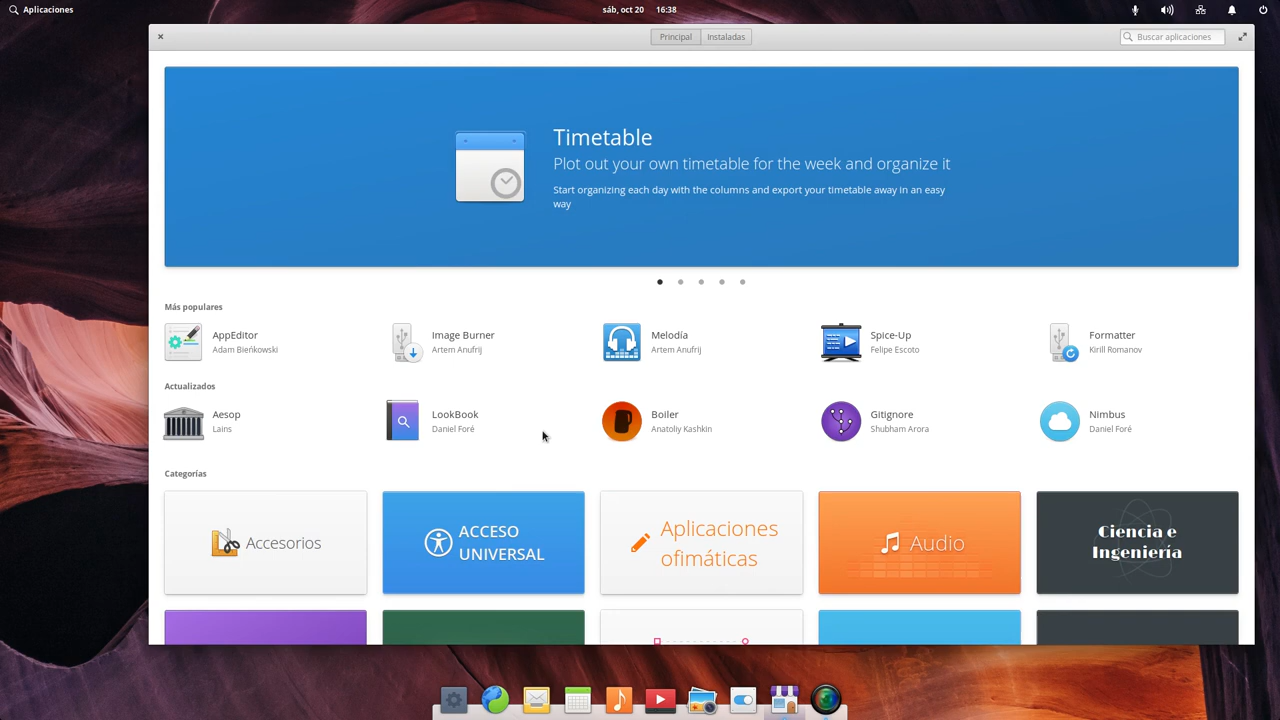 Aplicaciones
sáb, oct 20 16:38
Principal
Instaladas
Buscar aplicaciones
Timetable
Plot out your own timetable for the week and organize it
Start organizing each day with the columns and export your timetable away in an easy
way
Más populares
AppEditor
Adam Bieńkowski
Image Burner
Artem Anufrij
Melodía
Artem Anufrij
Spice-Up
Felipe Escoto
Formatter
Kirill Romanov
Actualizados
Aesop
Lains
LookBook
Daniel Foré
Boiler
Anatoliy Kashkin
Gitignore
Shubham Arora
Nimbus
Daniel Foré
Categorías
Accesorios
ACCESO
UNIVERSAL
Aplicaciones
ofimáticas
Audio
Ciencia e
Ingeniería